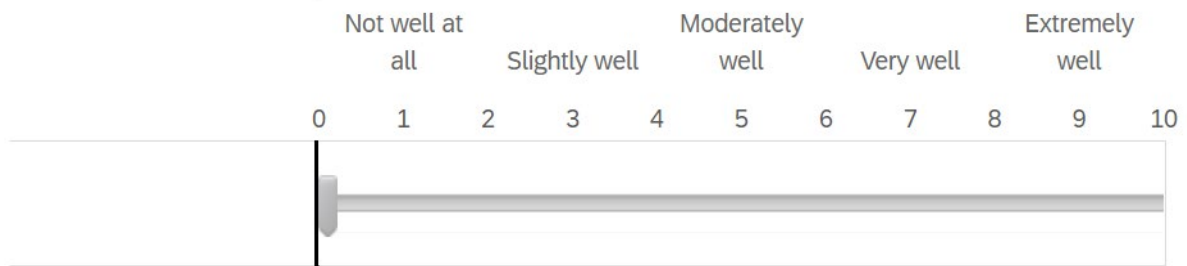 Not well at Moderately Extremely
all Slightly well well Very well well
0 1 2 3 4 5 6 7 8 9 10